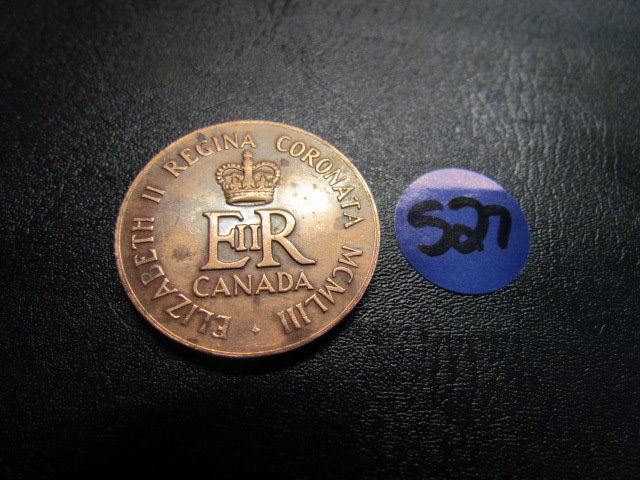 ELIZABETH II REGINA CORONATA MCMLIII
EIIR
CANADA
527